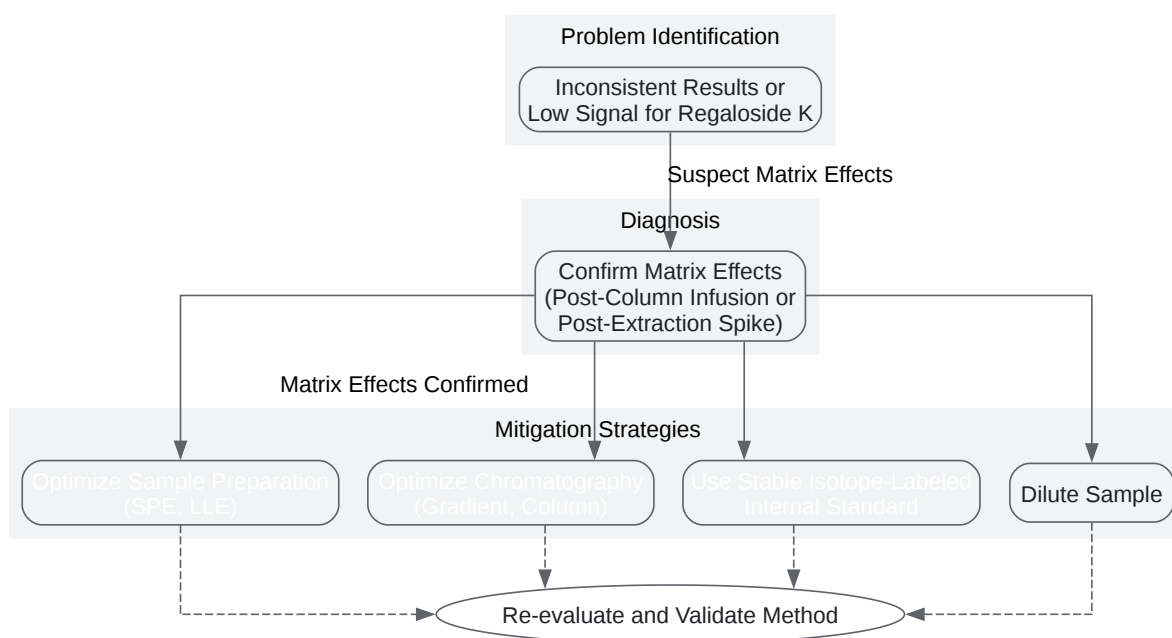 Problem Identification
Inconsistent Results or
Low Signal for Regaloside K
Suspect Matrix Effects
Diagnosis
Confirm Matrix Effects
(Post-Column Infusion or
Post-Extraction Spike)
Matrix Effects Confirmed
Mitigation Strategies
Optimize Sample Preparation
(SPE, LLE)
Optimize Chromatography
(Gradient, Column)
Use Stable Isotope-Labeled
Internal Standard
Dilute Sample
Re-evaluate and Validate Method